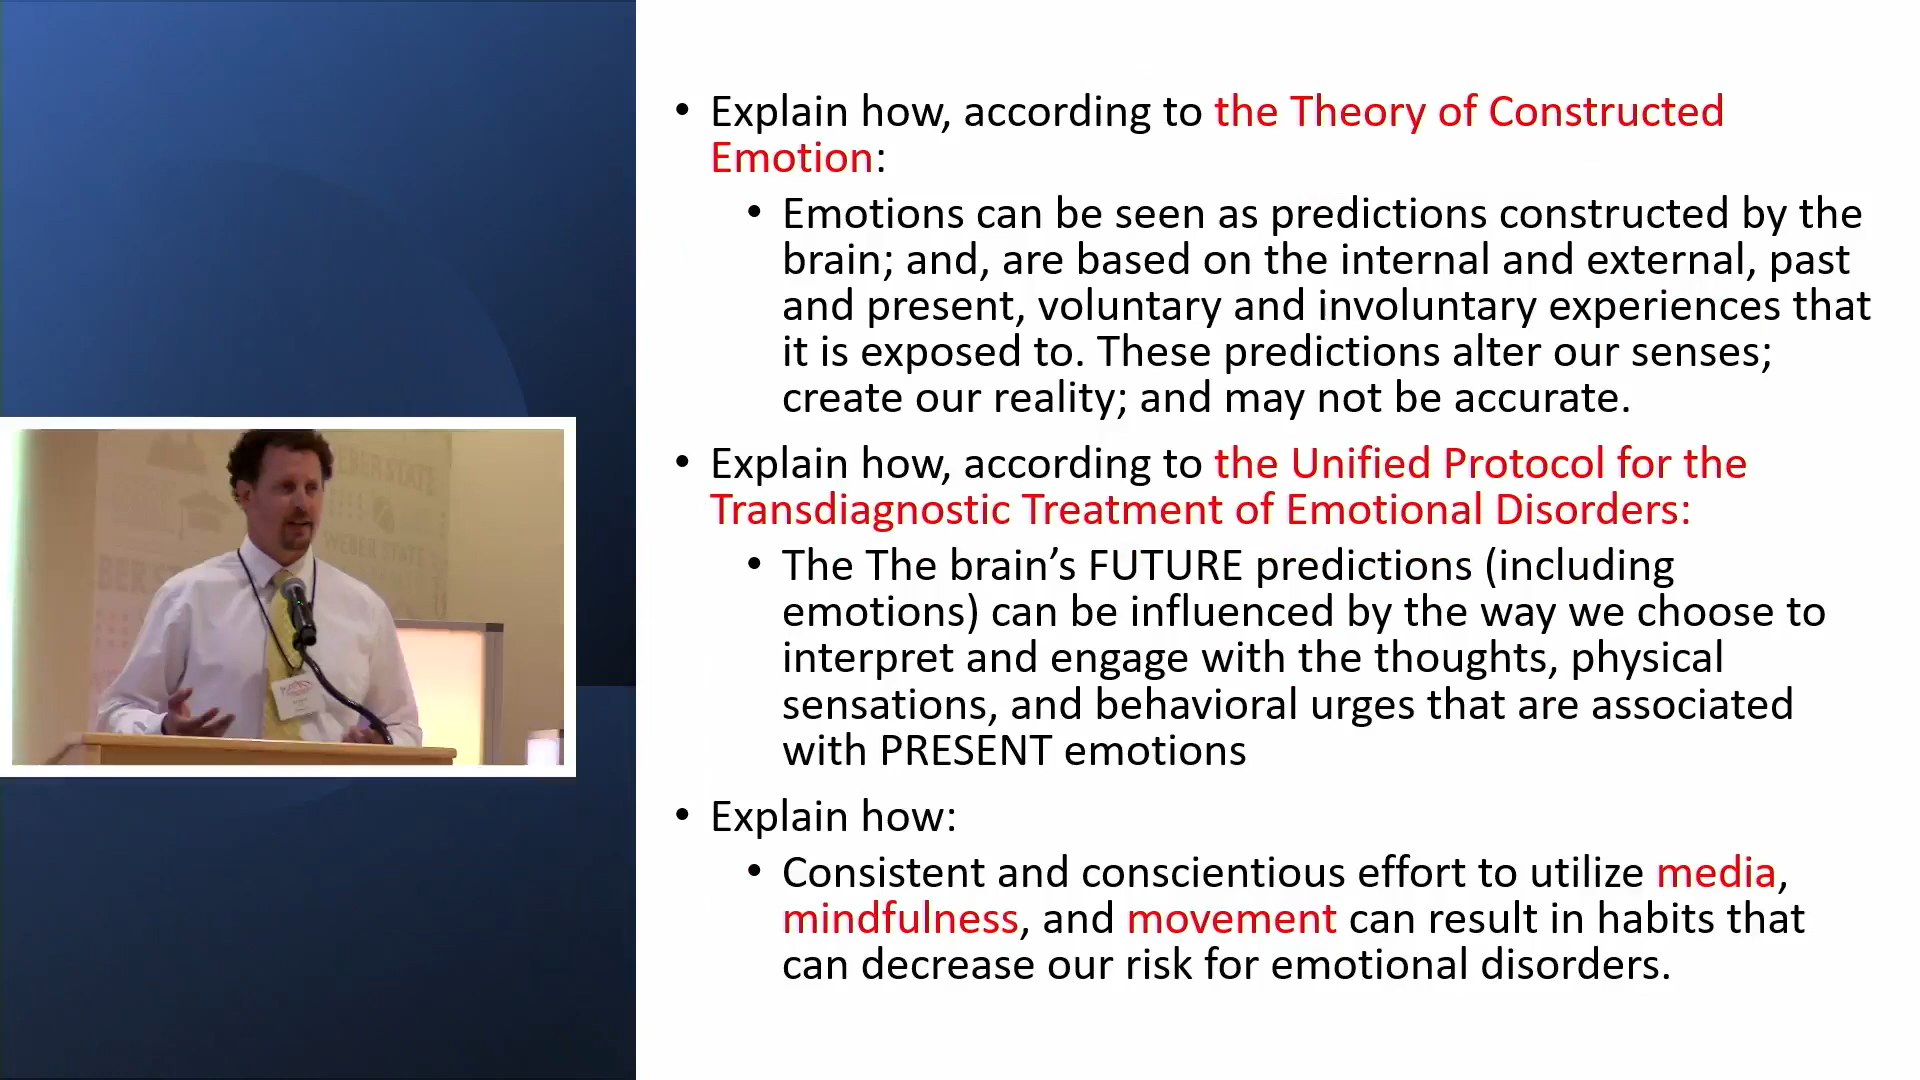 • Explain how, according to the Theory of Constructed
Emotion:
• Emotions can be seen as predictions constructed by the
brain; and, are based on the internal and external, past
and present, voluntary and involuntary experiences that
it is exposed to. These predictions alter our senses;
create our reality; and may not be accurate.
• Explain how, according to the Unified Protocol for the
Transdiagnostic Treatment of Emotional Disorders:
• The The brain’s FUTURE predictions (including
emotions) can be influenced by the way we choose to
interpret and engage with the thoughts, physical
sensations, and behavioral urges that are associated
with PRESENT emotions
• Explain how:
• Consistent and conscientious effort to utilize media,
mindfulness, and movement can result in habits that
can decrease our risk for emotional disorders.
WEBER STATE
WEBER STATE
BER STATE